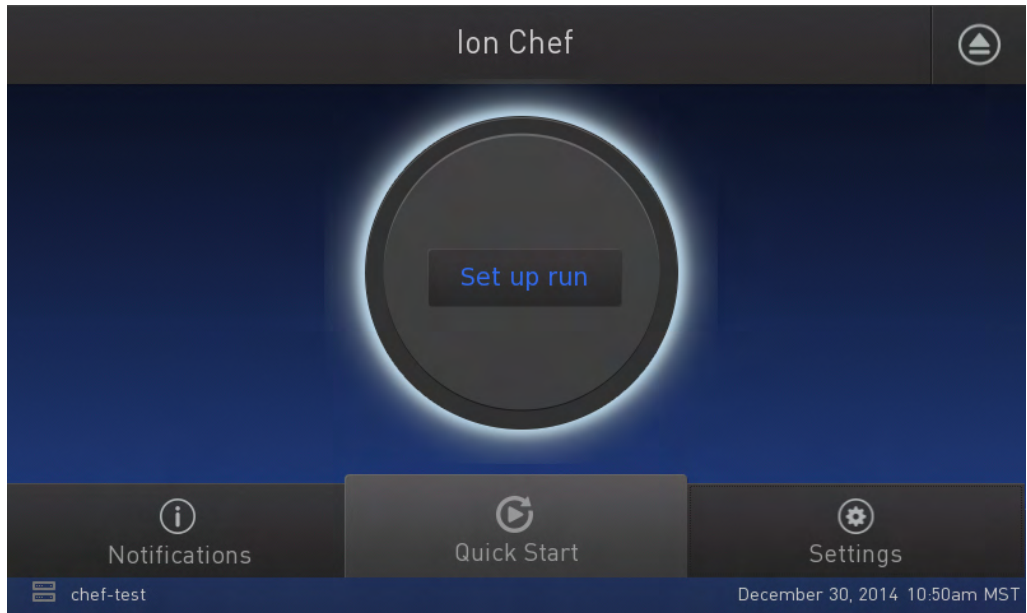 Ion Chef
Set up run
Notifications
Quick Start
Settings
chef-test
December 30, 2014 10:50am MST